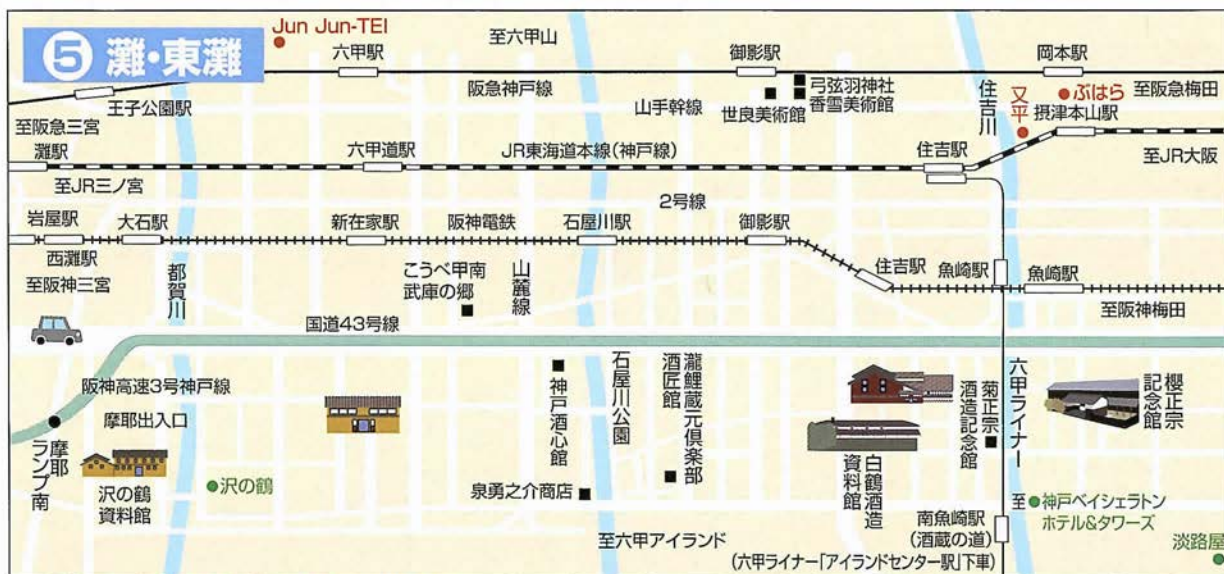 ⑤ 灘・東灘
Jun Jun-TEI
六甲駅
至六甲山
御影駅
岡本駅
王子公園駅
阪急神戸線
山手幹線
世良美術館
弓弦羽神社
香雪美術館
住吉川
又平
ぶはら
摂津本山駅
至阪急梅田
至阪急三宮
灘駅
六甲道駅
JR東海道本線(神戸線)
住吉駅
至JR大阪
至JR三ノ宮
2号線
岩屋駅
大石駅
新在家駅
阪神電鉄
石屋川駅
御影駅
西灘駅
至阪神三宮
都賀川
こうべ甲南
武庫の郷
山麓線
住吉駅
魚崎駅
魚崎駅
至阪神梅田
国道43号線
阪神高速3号神戸線
摩耶出入口
摩耶
ランプ南
沢の鶴
資料館
沢の鶴
神戸酒心館
石屋川公園
瀧鯉蔵元倶楽部
酒匠館
泉勇之介商店
白鶴酒造
資料館
菊正宗
酒造記念館
六甲ライナー
櫻正宗
記念館
至
神戸ベイシェラトン
ホテル&タワーズ
南魚崎駅
(酒蔵の道)
至六甲アイランド
(六甲ライナー「アイランドセンター駅」下車)
淡路屋